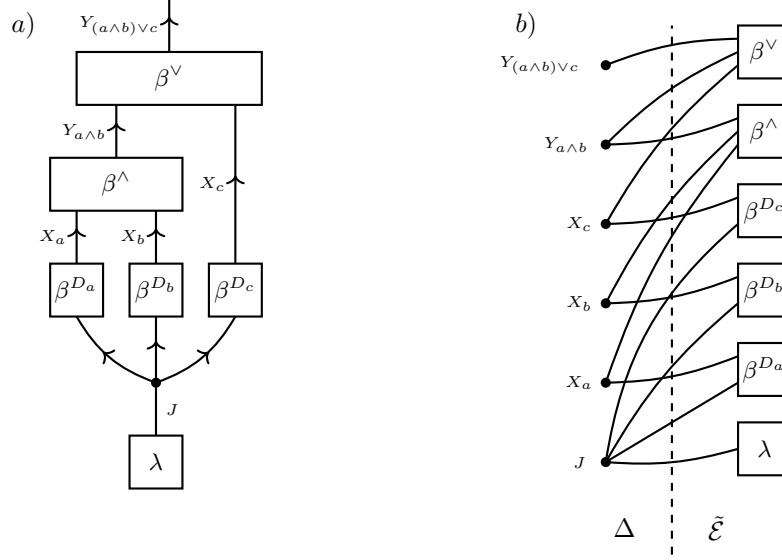 a)
Y_{(a∧b)∨c}
β^∨
Y_{a∧b}
X_c
β^∧
X_a
X_b
β^{D_a}
β^{D_b}
β^{D_c}
J
λ
b)
Y_{(a∧b)∨c}
β^∨
Y_{a∧b}
β^∧
X_c
β^{D_c}
X_b
β^{D_b}
X_a
β^{D_a}
J
λ
Δ
\tilde{\mathcal{E}}